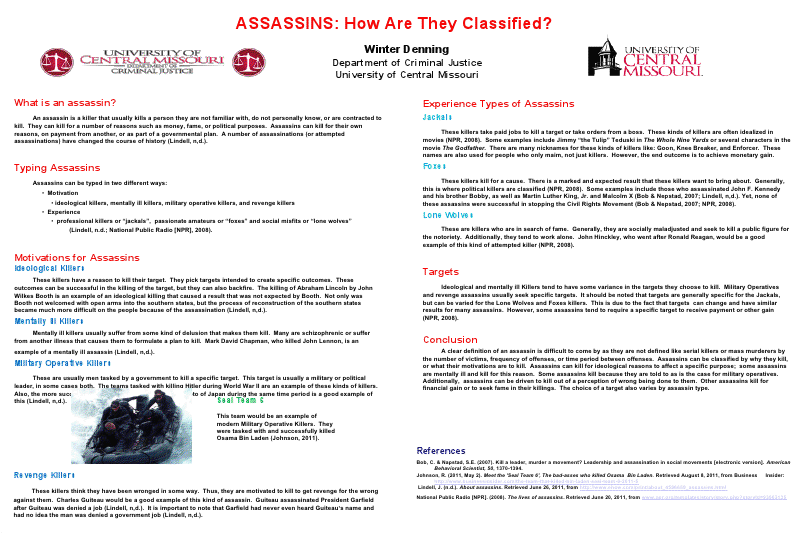 ASSASSINS: How Are They Classified?
UNIVERSITY OF
CENTRAL MISSOURI
DEPARTMENT OF
CRIMINAL JUSTICE
Winter Denning
Department of Criminal Justice
University of Central Missouri
UNIVERSITY OF
CENTRAL
MISSOURI.
What is an assassin?
An assassin is a killer that usually kills a person they are not familiar with, do not personally know, or are contracted to
kill. They can kill for a number of reasons such as money, fame, or political purposes. Assassins can kill for their own
reasons, on payment from another, or as part of a governmental plan. A number of assassinations (or attempted
assassinations) have changed the course of history (Lindell, n.d.).
Typing Assassins
Assassins can be typed in two different ways:
• Motivation
• ideological killers, mentally ill killers, military operative killers, and revenge killers
• Experience
• professional killers or "jackals", passionate amateurs or "foxes" and social misfits or "lone wolves"
(Lindell, n.d.; National Public Radio [NPR], 2008).
Motivations for Assassins
Ideological Killers
These killers have a reason to kill their target. They pick targets intended to create specific outcomes. These
outcomes can be successful in the killing of the target, but they can also backfire. The killing of Abraham Lincoln by John
Wilkes Booth is an example of an ideological killing that caused a result that was not expected by Booth. Not only was
Booth not welcomed with open arms into the southern states, but the process of reconstruction of the southern states
became much more difficult on the people because of the assassination (Lindell, n.d.).
Mentally Ill Killers
Mentally ill killers usually suffer from some kind of delusion that makes them kill. Many are schizophrenic or suffer
from another illness that causes them to formulate a plan to kill. Mark David Chapman, who killed John Lennon, is an
example of a mentally ill assassin (Lindell, n.d.).
Military Operative Killers
These are usually men tasked by a government to kill a specific target. This target is usually a military or political
leader, in some cases both. The teams tasked with killing Hitler during World War II are an example of these kinds of killers.
Also, the more suc to of Japan during the same time period is a good example of
this (Lindell, n.d.).
Seal Team 6
This team would be an example of
modern Military Operative Killers. They
were tasked with and successfully killed
Osama Bin Laden (Johnson, 2011).
Revenge Killers
These killers think they have been wronged in some way. Thus, they are motivated to kill to get revenge for the wrong
against them. Charles Guiteau would be a good example of this kind of assassin. Guiteau assassinated President Garfield
after Guiteau was denied a job (Lindell, n.d.). It is important to note that Garfield had never even heard Guiteau's name and
had no idea the man was denied a government job (Lindell, n.d.).
Experience Types of Assassins
Jackals
These killers take paid jobs to kill a target or take orders from a boss. These kinds of killers are often idealized in
movies (NPR, 2008). Some examples include Jimmy "the Tulip" Teduski in The Whole Nine Yards or several characters in the
movie The Godfather. There are many nicknames for these kinds of killers like: Goon, Knee Breaker, and Enforcer. These
names are also used for people who only maim, not just killers. However, the end outcome is to achieve monetary gain.
Foxes
These killers kill for a cause. There is a marked and expected result that these killers want to bring about. Generally,
this is where political killers are classified (NPR, 2008). Some examples include those who assassinated John F. Kennedy
and his brother Bobby, as well as Martin Luther King, Jr. and Malcolm X (Bob & Nepstad, 2007; Lindell, n.d.). Yet, none of
these assassins were successful in stopping the Civil Rights Movement (Bob & Nepstad, 2007; NPR, 2008).
Lone Wolves
These are killers who are in search of fame. Generally, they are socially maladjusted and seek to kill a public figure for
the notoriety. Additionally, they tend to work alone. John Hinckley, who went after Ronald Reagan, would be a good
example of this kind of attempted killer (NPR, 2008).
Targets
Ideological and mentally ill Killers tend to have some variance in the targets they choose to kill. Military Operatives
and revenge assassins usually seek specific targets. It should be noted that targets are generally specific for the Jackals,
but can be varied for the Lone Wolves and Foxes killers. This is due to the fact that targets can change and have similar
results for many assassins. However, some assassins tend to require a specific target to receive payment or other gain
(NPR, 2008).
Conclusion
A clear definition of an assassin is difficult to come by as they are not defined like serial killers or mass murderers by
the number of victims, frequency of offenses, or time period between offenses. Assassins can be classified by why they kill,
or what their motivations are to kill. Assassins can kill for ideological reasons to affect a specific purpose; some assassins
are mentally ill and kill for this reason. Some assassins kill because they are told to as is the case for military operatives.
Additionally, assassins can be driven to kill out of a perception of wrong being done to them. Other assassins kill for
financial gain or to seek fame in their killings. The choice of a target also varies by assassin type.
References
Bob, C. & Nepstad, S.E. (2007). Kill a leader, murder a movement? Leadership and assassination in social movements [electronic version]. American
Behavioral Scientist, 50, 1370-1394.
Johnson, R. (2011, May 2). Meet the 'Seal Team 6', The bad-asses who killed Osama Bin Laden. Retrieved August 8, 2011, from Business Insider:
Lindell, J. (n.d.). About assassins. Retrieved June 26, 2011, from
National Public Radio [NPR]. (2008). The lives of assassins. Retrieved June 20, 2011, from